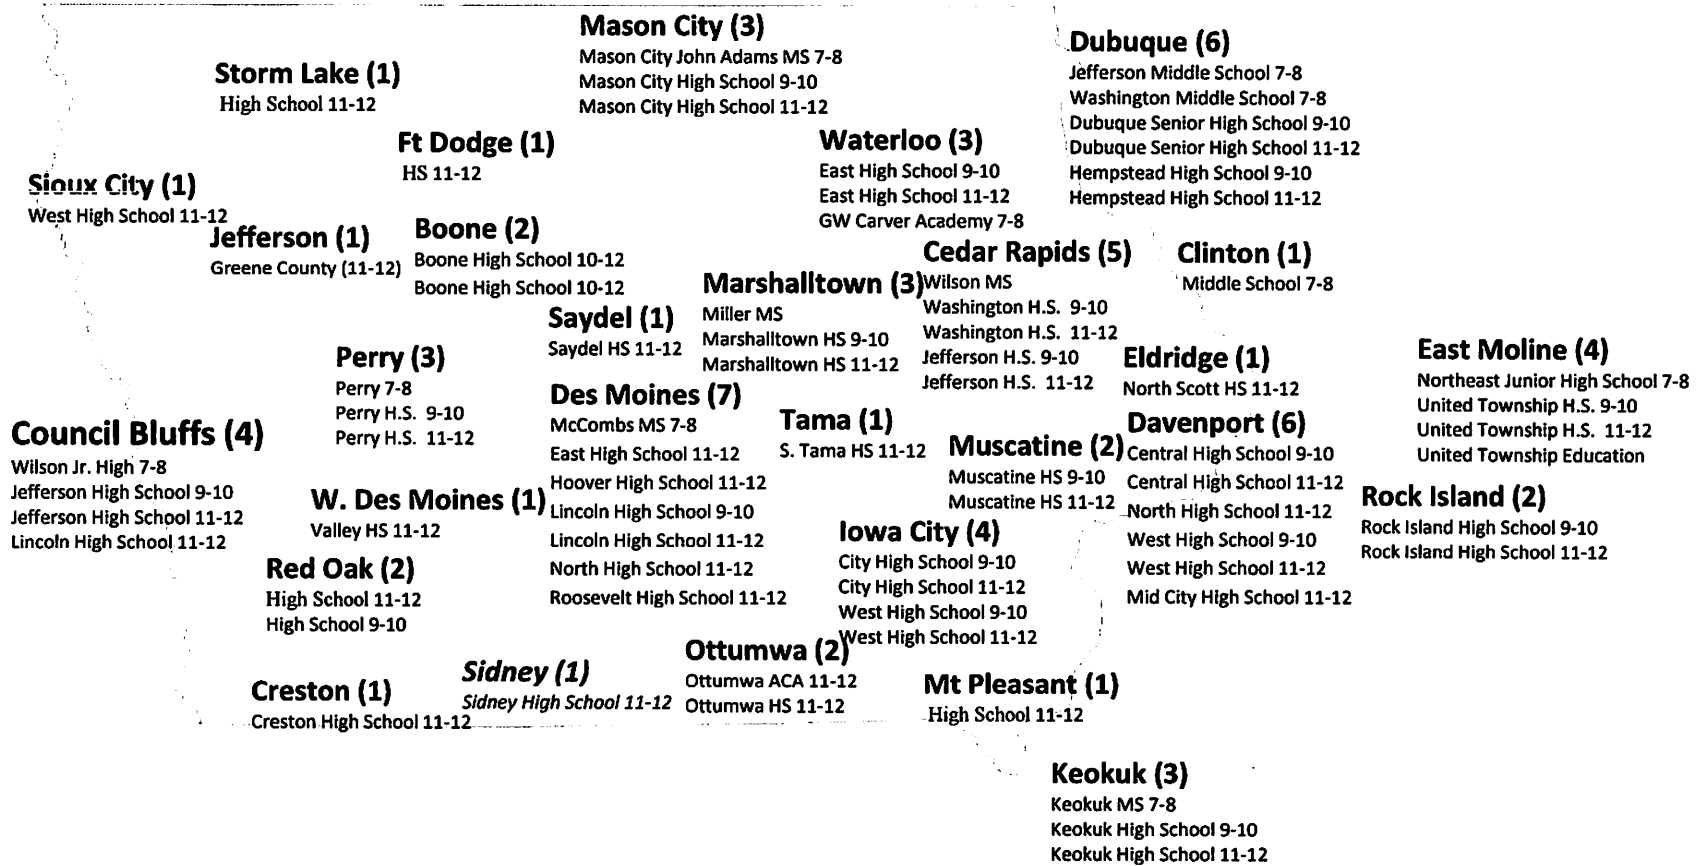 Mason City (3)
Mason City John Adams MS 7-8
Mason City High School 9-10
Mason City High School 11-12
Dubuque (6)
Jefferson Middle School 7-8
Washington Middle School 7-8
Dubuque Senior High School 9-10
Dubuque Senior High School 11-12
Hempstead High School 9-10
Hempstead High School 11-12
Storm Lake (1)
High School 11-12
Ft Dodge (1)
HS 11-12
Waterloo (3)
East High School 9-10
East High School 11-12
GW Carver Academy 7-8
Sioux City (1)
West High School 11-12
Jefferson (1)
Greene County (11-12)
Boone (2)
Boone High School 10-12
Boone High School 10-12
Cedar Rapids (5)
Wilson MS
Washington H.S. 9-10
Washington H.S. 11-12
Jefferson H.S. 9-10
Jefferson H.S. 11-12
Clinton (1)
Middle School 7-8
Marshalltown (3)
Miller MS
Marshalltown HS 9-10
Marshalltown HS 11-12
Saydel (1)
Saydel HS 11-12
Perry (3)
Perry 7-8
Perry H.S. 9-10
Perry H.S. 11-12
Eldridge (1)
North Scott HS 11-12
East Moline (4)
Northeast Junior High School 7-8
United Township H.S. 9-10
United Township H.S. 11-12
United Township Education
Des Moines (7)
McCombs MS 7-8
East High School 11-12
Hoover High School 11-12
Lincoln High School 9-10
Lincoln High School 11-12
North High School 11-12
Roosevelt High School 11-12
Tama (1)
S. Tama HS 11-12
Davenport (6)
Central High School 9-10
Central High School 11-12
North High School 11-12
West High School 9-10
West High School 11-12
Mid City High School 11-12
Council Bluffs (4)
Wilson Jr. High 7-8
Jefferson High School 9-10
Jefferson High School 11-12
Lincoln High School 11-12
Muscatine (2)
Muscatine HS 9-10
Muscatine HS 11-12
W. Des Moines (1)
Valley HS 11-12
Rock Island (2)
Rock Island High School 9-10
Rock Island High School 11-12
Iowa City (4)
City High School 9-10
City High School 11-12
West High School 9-10
West High School 11-12
Red Oak (2)
High School 11-12
High School 9-10
Ottumwa (2)
Ottumwa ACA 11-12
Ottumwa HS 11-12
Sidney (1)
Sidney High School 11-12
Creston (1)
Creston High School 11-12
Mt Pleasant (1)
High School 11-12
Keokuk (3)
Keokuk MS 7-8
Keokuk High School 9-10
Keokuk High School 11-12